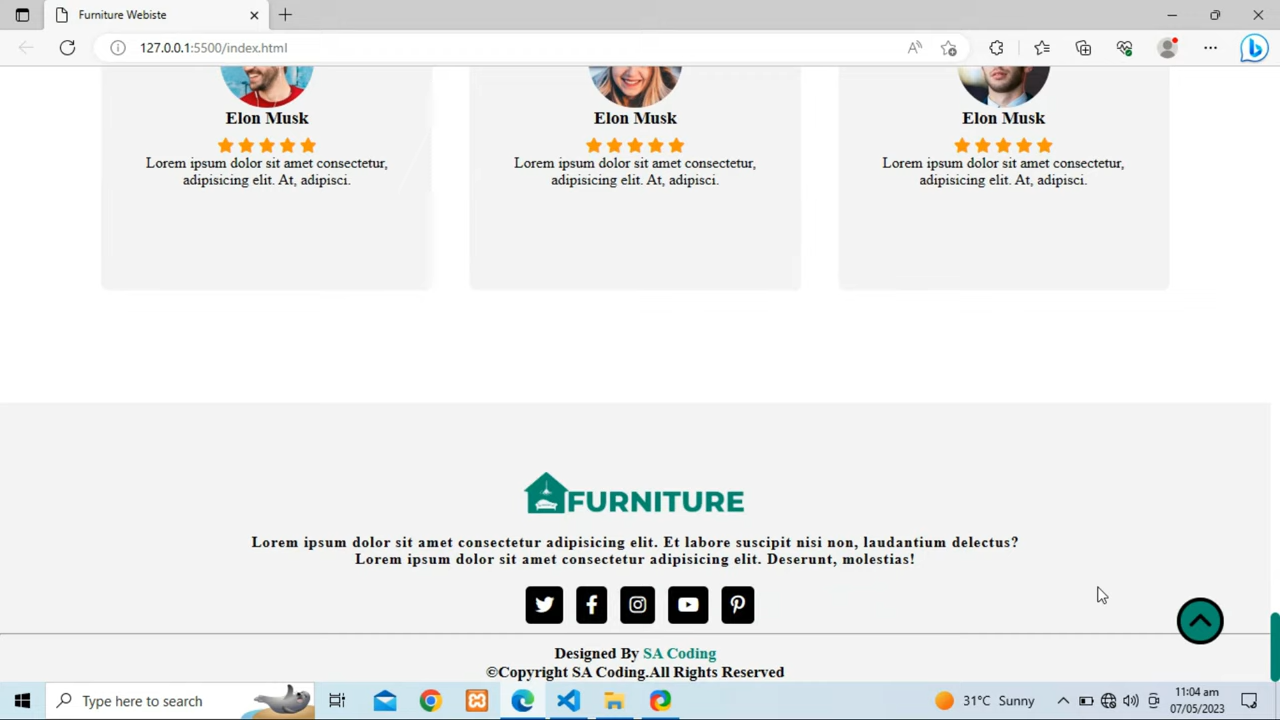 Furniture Webiste
127.0.0.1:5500/index.html
Elon Musk
Lorem ipsum dolor sit amet consectetur,
adipisicing elit. At, adipisci.
Elon Musk
Lorem ipsum dolor sit amet consectetur,
adipisicing elit. At, adipisci.
Elon Musk
Lorem ipsum dolor sit amet consectetur,
adipisicing elit. At, adipisci.
FURNITURE
Lorem ipsum dolor sit amet consectetur adipisicing elit. Et labore suscipit nisi non, laudantium delectus?
Lorem ipsum dolor sit amet consectetur adipisicing elit. Deserunt, molestias!
Designed By SA Coding
©Copyright SA Coding.All Rights Reserved
Type here to search
31°C Sunny
11:04 am
07/05/2023